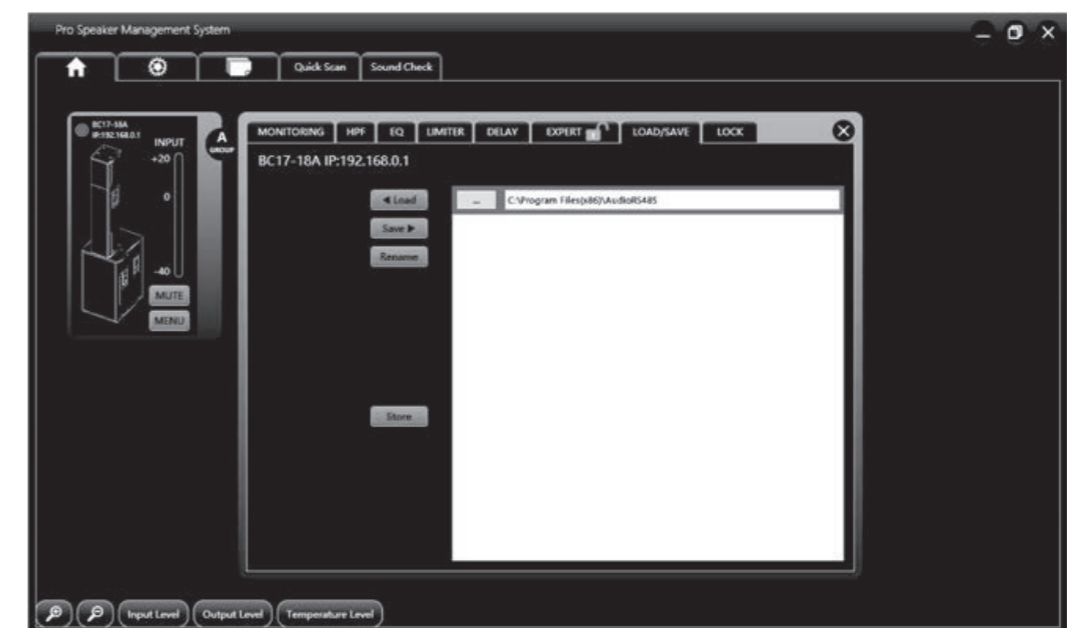 Pro Speaker Management System
Quick Scan
Sound Check
BC17-18A
IP:192.168.0.1
INPUT
+20
0
-40
MUTE
MENU
A
GROUP
MONITORING HPF EQ LIMITER DELAY EXPERT LOAD/SAVE LOCK
BC17-18A IP:192.168.0.1
Load
... C:\Program Files(x86)\AudioRS485
Save
Rename
Store
Input Level Output Level Temperature Level